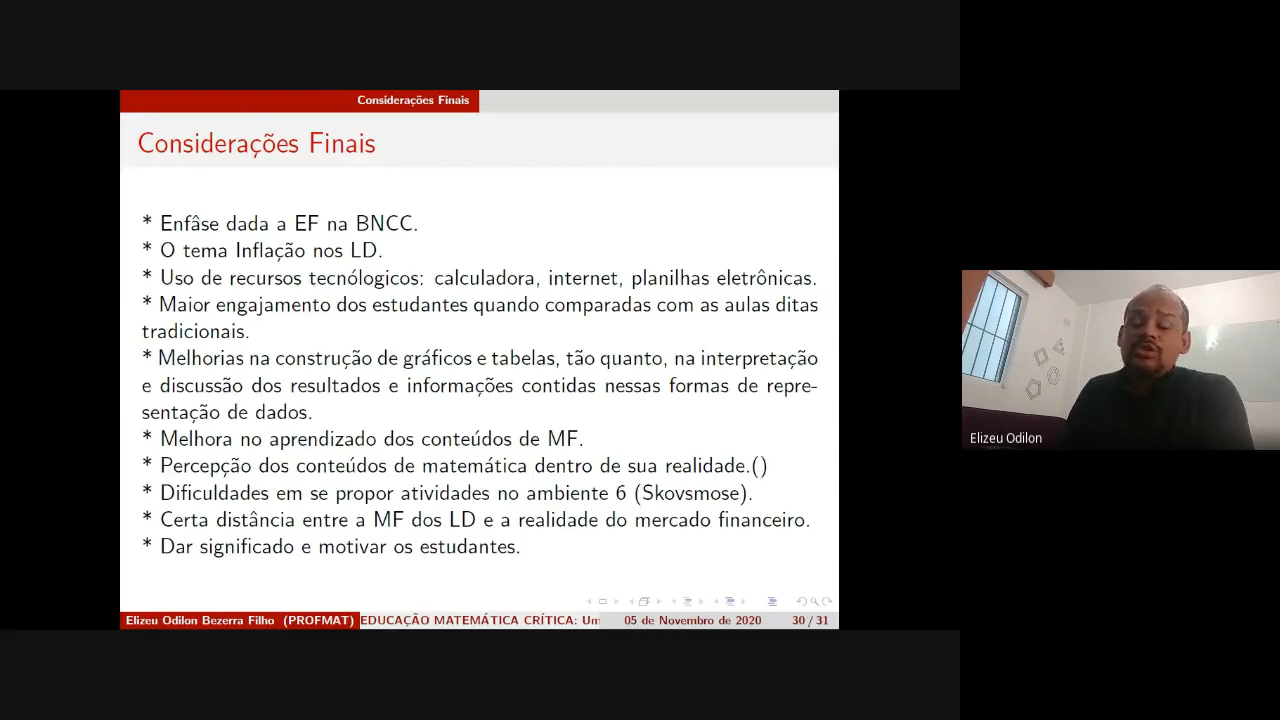 Considerações Finais
Considerações Finais
* Enfâse dada a EF na BNCC.
* O tema Inflação nos LD.
* Uso de recursos tecnólogicos: calculadora, internet, planilhas eletrônicas.
* Maior engajamento dos estudantes quando comparadas com as aulas ditas
tradicionais.
* Melhorias na construção de gráficos e tabelas, tão quanto, na interpretação
e discussão dos resultados e informações contidas nessas formas de repre-
sentação de dados.
* Melhora no aprendizado dos conteúdos de MF.
* Percepção dos conteúdos de matemática dentro de sua realidade.()
* Dificuldades em se propor atividades no ambiente 6 (Skovsmose).
* Certa distância entre a MF dos LD e a realidade do mercado financeiro.
* Dar significado e motivar os estudantes.
Elizeu Odilon Bezerra Filho (PROFMAT) EDUCAÇÃO MATEMÁTICA CRÍTICA: Um 05 de Novembro de 2020 30 / 31
Elizeu Odilon